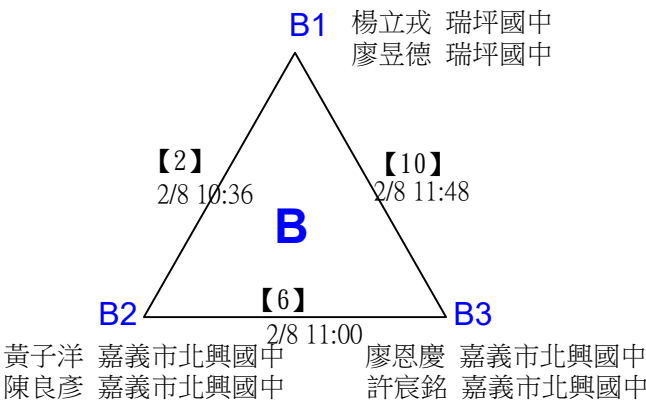 B1
楊立戎 瑞坪國中
廖昱德 瑞坪國中
【2】
2/8 10:36
【10】
2/8 11:48
B
B2
【6】
2/8 11:00
B3
黃子洋 嘉義市北興國中
陳良彥 嘉義市北興國中
廖恩慶 嘉義市北興國中
許宸銘 嘉義市北興國中